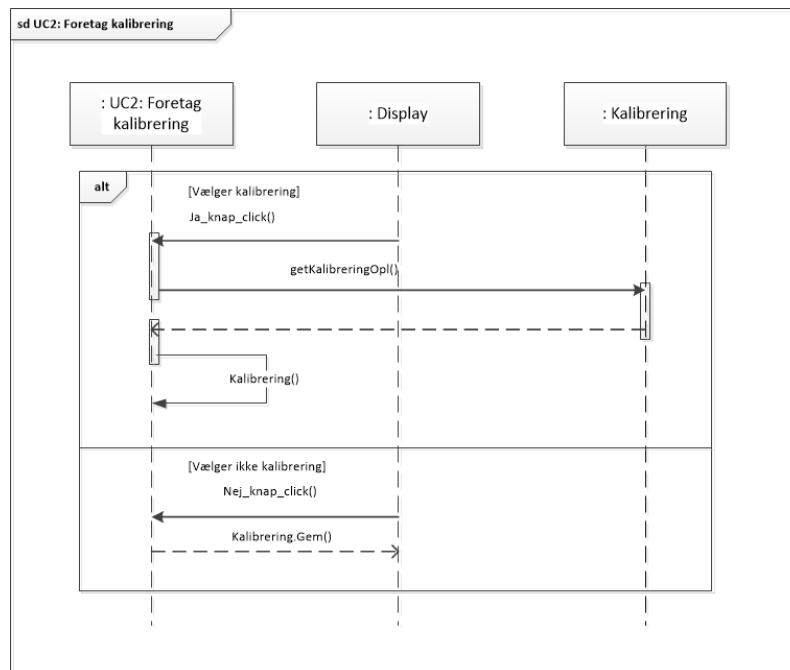 sd UC2: Foretag kalibrering
: UC2: Foretag
kalibrering
: Display
: Kalibrering
alt
[Vælger kalibrering]
Ja_knap_click()
getKalibreringOpl()
Kalibrering()
[Vælger ikke kalibrering]
Nej_knap_click()
Kalibrering.Gem()